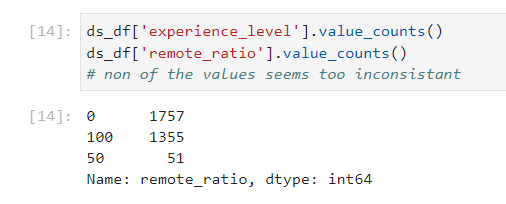 [14]: ds_df['experience_level'].value_counts()
ds_df['remote_ratio'].value_counts()
# non of the values seems too inconsistant
[14]: 0 1757
100 1355
50 51
Name: remote_ratio, dtype: int64